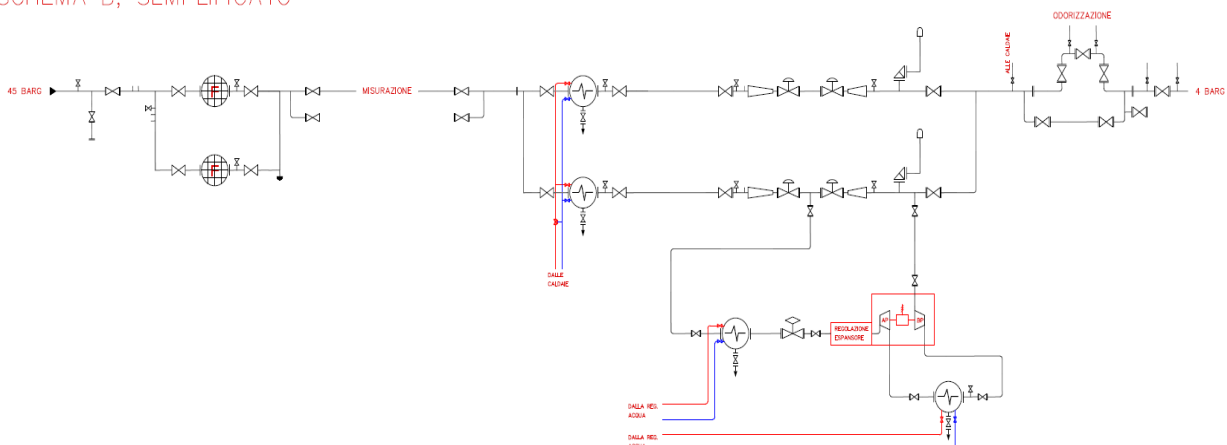 SCHEMA B, SEMPLIFICATO
ODORIZZAZIONE
ALLE CALDAIE
45 BARG
F
MISURAZIONE
4 BARG
F
DALLE
CALDAIE
REGOLAZIONE
ESPANSORE
AP
BP
DALLA REG.
ACQUA
DALLA REG.